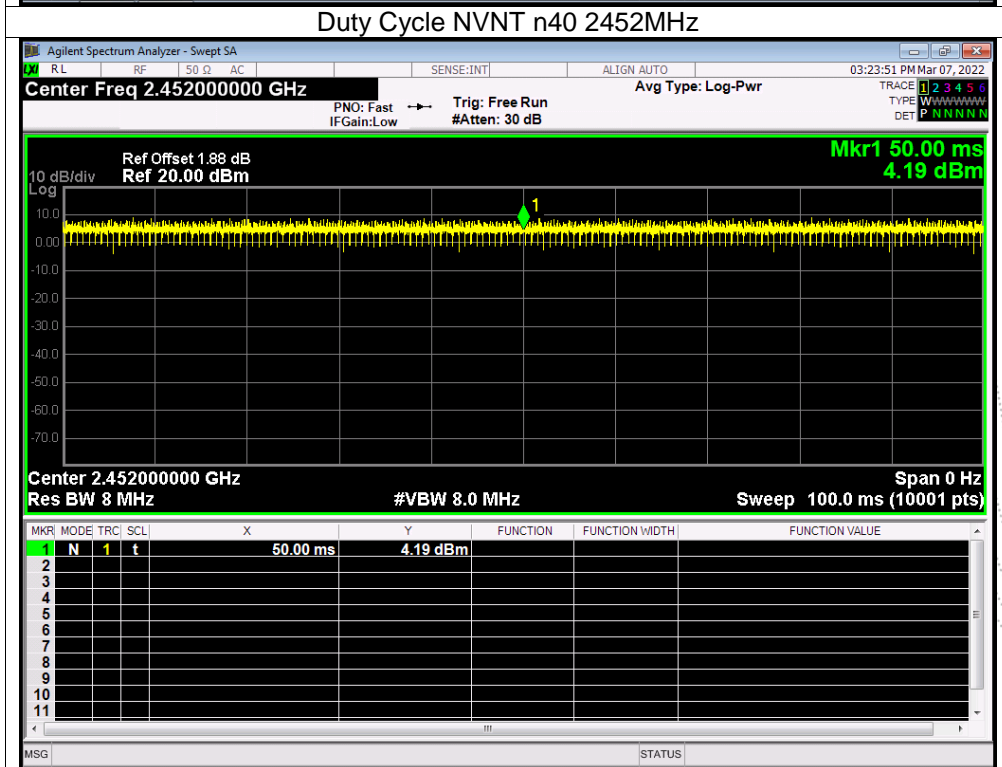 Duty Cycle NVNT n40 2452MHz
Agilent Spectrum Analyzer - Swept SA
LXI RL RF 50 Ω AC SENSE:INT ALIGN AUTO 03:23:51 PM Mar 07, 2022
Center Freq 2.452000000 GHz Avg Type: Log-Pwr TRACE 1 2 3 4 5 6
PNO: Fast Trig: Free Run TYPE WWWWWW
IFGain:Low #Atten: 30 dB DET P N N N N N
Mkr1 50.00 ms
Ref Offset 1.88 dB
10 dB/div Ref 20.00 dBm 4.19 dBm
Log
1
10.0
0.00
-10.0
-20.0
-30.0
-40.0
-50.0
-60.0
-70.0
Center 2.452000000 GHz Span 0 Hz
Res BW 8 MHz #VBW 8.0 MHz Sweep 100.0 ms (10001 pts)
MKR MODE TRC SCL X Y FUNCTION FUNCTION WIDTH FUNCTION VALUE
1 N 1 t 50.00 ms 4.19 dBm
2
3
4
5
6
7
8
9
10
11
MSG STATUS